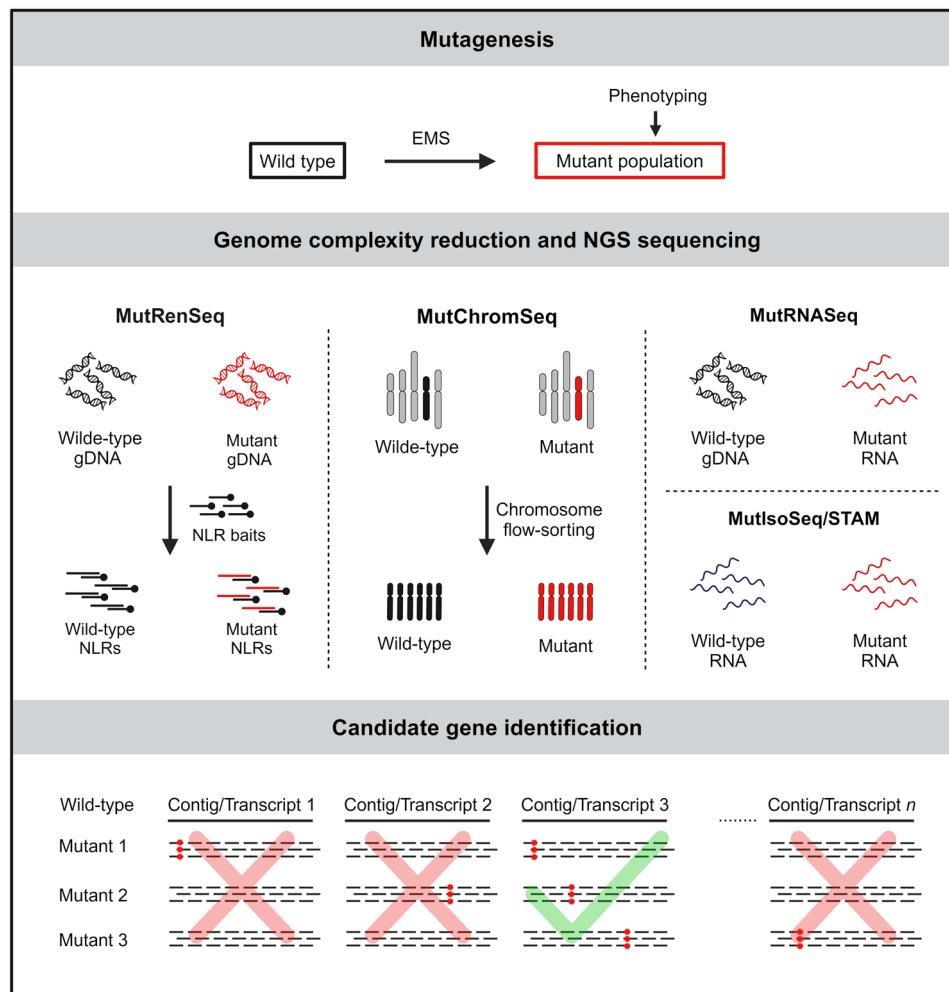 Mutagenesis
Phenotyping
EMS
Wild type
Mutant population
Genome complexity reduction and NGS sequencing
MutRenSeq
MutChromSeq
MutRNASeq
Wilde-type
gDNA
Mutant
gDNA
Wilde-type
Mutant
Wild-type
gDNA
Mutant
RNA
NLR baits
Chromosome
flow-sorting
MutIsoSeq/STAM
Wild-type
NLRs
Mutant
NLRs
Wild-type
Mutant
Wild-type
RNA
Mutant
RNA
Candidate gene identification
Wild-type
Contig/Transcript 1
Contig/Transcript 2
Contig/Transcript 3
........
Contig/Transcript n
Mutant 1
Mutant 2
Mutant 3